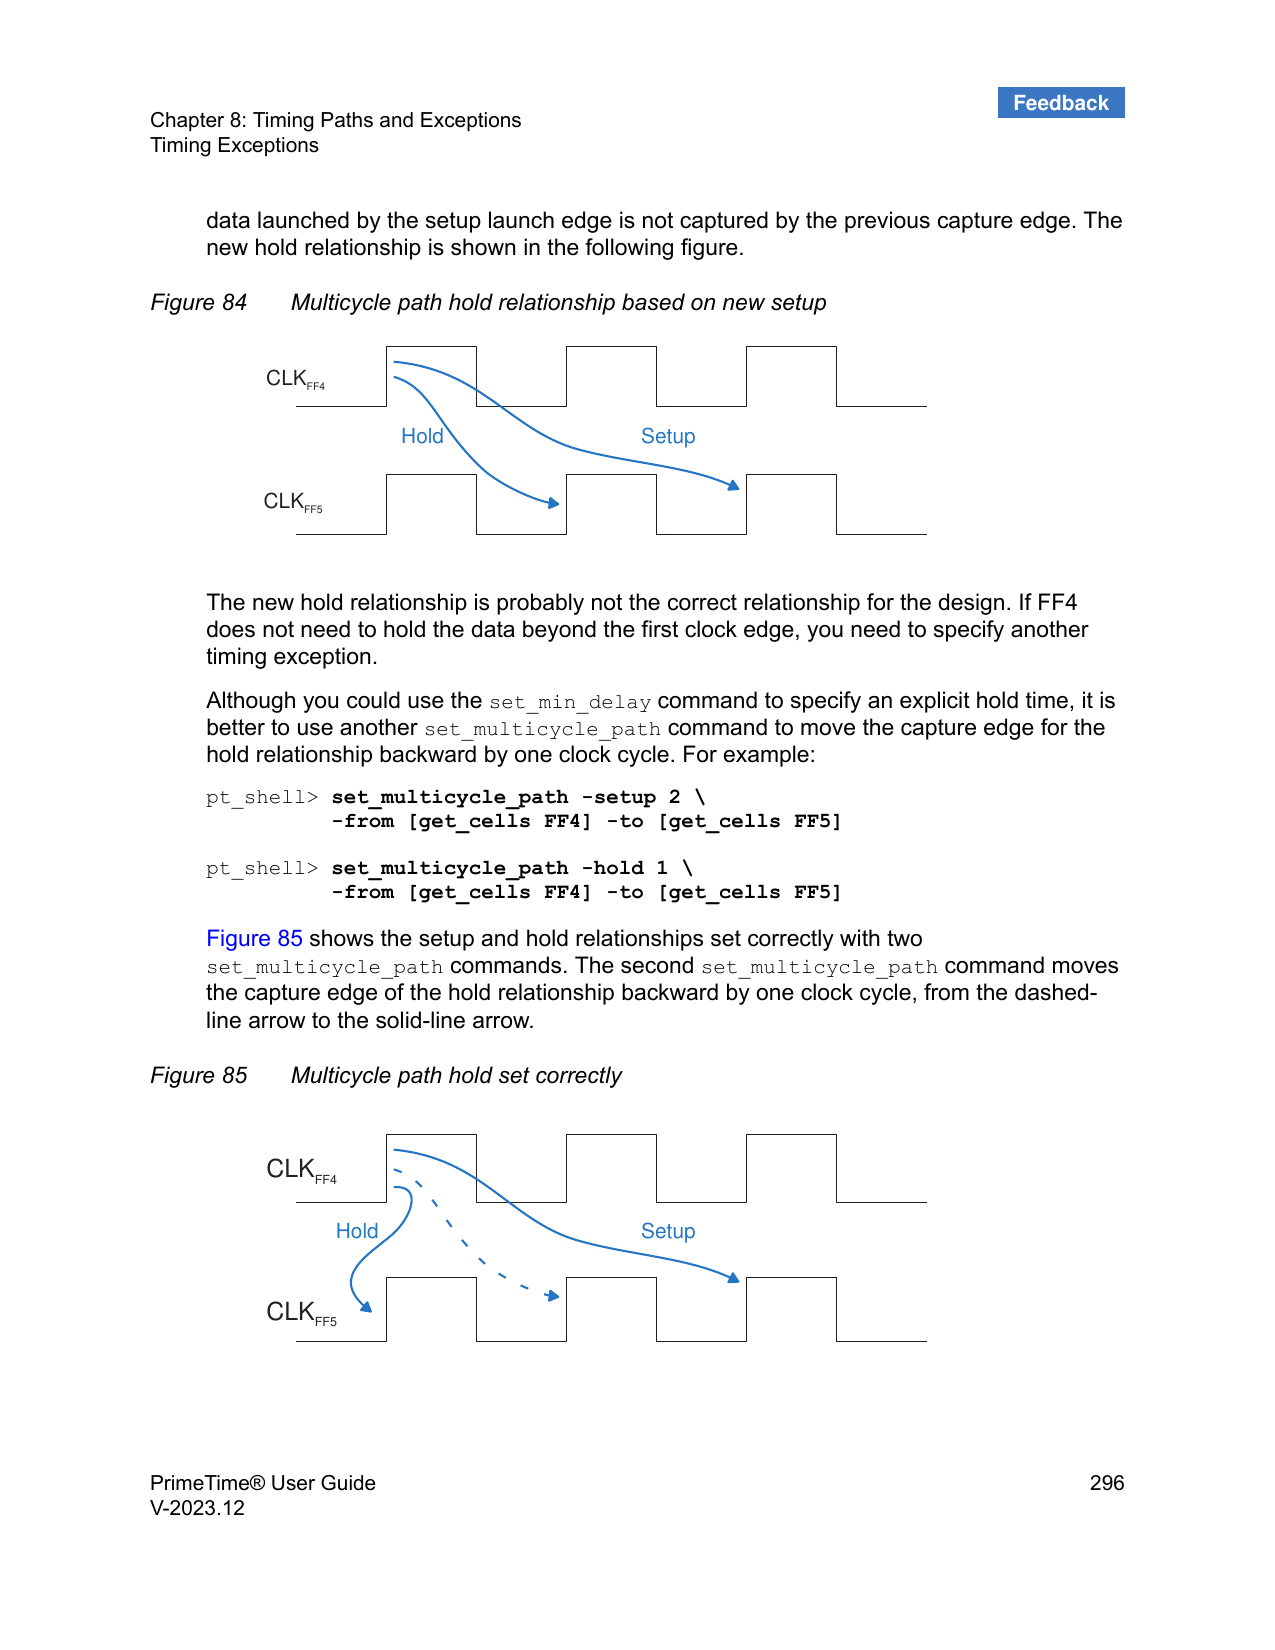 Feedback
Chapter 8: Timing Paths and Exceptions
Timing Exceptions
data launched by the setup launch edge is not captured by the previous capture edge. The
new hold relationship is shown in the following figure.
Figure 84 Multicycle path hold relationship based on new setup
CLKFF4
Hold Setup
CLKFF5
The new hold relationship is probably not the correct relationship for the design. If FF4
does not need to hold the data beyond the first clock edge, you need to specify another
timing exception.
Although you could use the set_min_delay command to specify an explicit hold time, it is
better to use another set_multicycle_path command to move the capture edge for the
hold relationship backward by one clock cycle. For example:
pt_shell> set_multicycle_path -setup 2 \
-from [get_cells FF4] -to [get_cells FF5]
pt_shell> set_multicycle_path -hold 1 \
-from [get_cells FF4] -to [get_cells FF5]
Figure 85 shows the setup and hold relationships set correctly with two
set_multicycle_path commands. The second set_multicycle_path command moves
the capture edge of the hold relationship backward by one clock cycle, from the dashed-
line arrow to the solid-line arrow.
Figure 85 Multicycle path hold set correctly
CLKFF4
Hold Setup
CLKFF5
PrimeTime® User Guide 296
V-2023.12